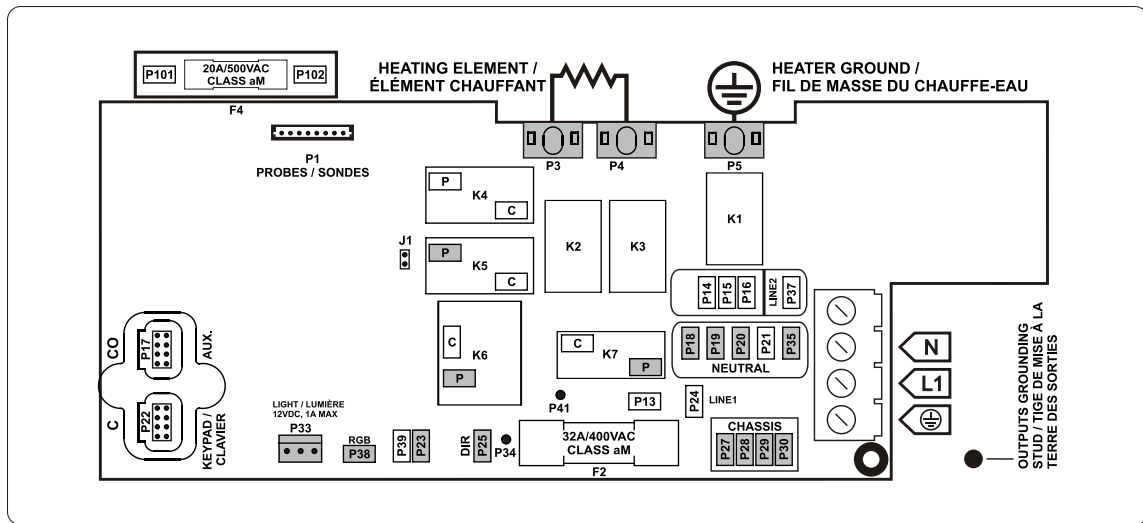 P101
20A/500VAC
CLASS aM
P102
F4
HEATING ELEMENT /
ÉLÉMENT CHAUFFANT
HEATER GROUND /
FIL DE MASSE DU CHAUFFE-EAU
P1
PROBES / SONDES
P3
P4
P5
P
K4
C
K2
K3
K1
J1
P
K5
C
P14
P15
P16
LINE2
P37
CO
P17
AUX.
C
K6
P
C
K7
P
P18
P19
P20
P21
P35
NEUTRAL
N
L1
C
P22
KEYPAD /
CLAVIER
LIGHT / LUMIÈRE
12VDC, 1A MAX
P33
RGB
P38
P39
P23
DIR
P25
P34
P41
P13
P24
LINE1
32A/400VAC
CLASS aM
F2
CHASSIS
P27
P28
P29
P30
OUTPUTS GROUNDING
STUD / TIGE DE MISE À LA
TERRE DES SORTIES